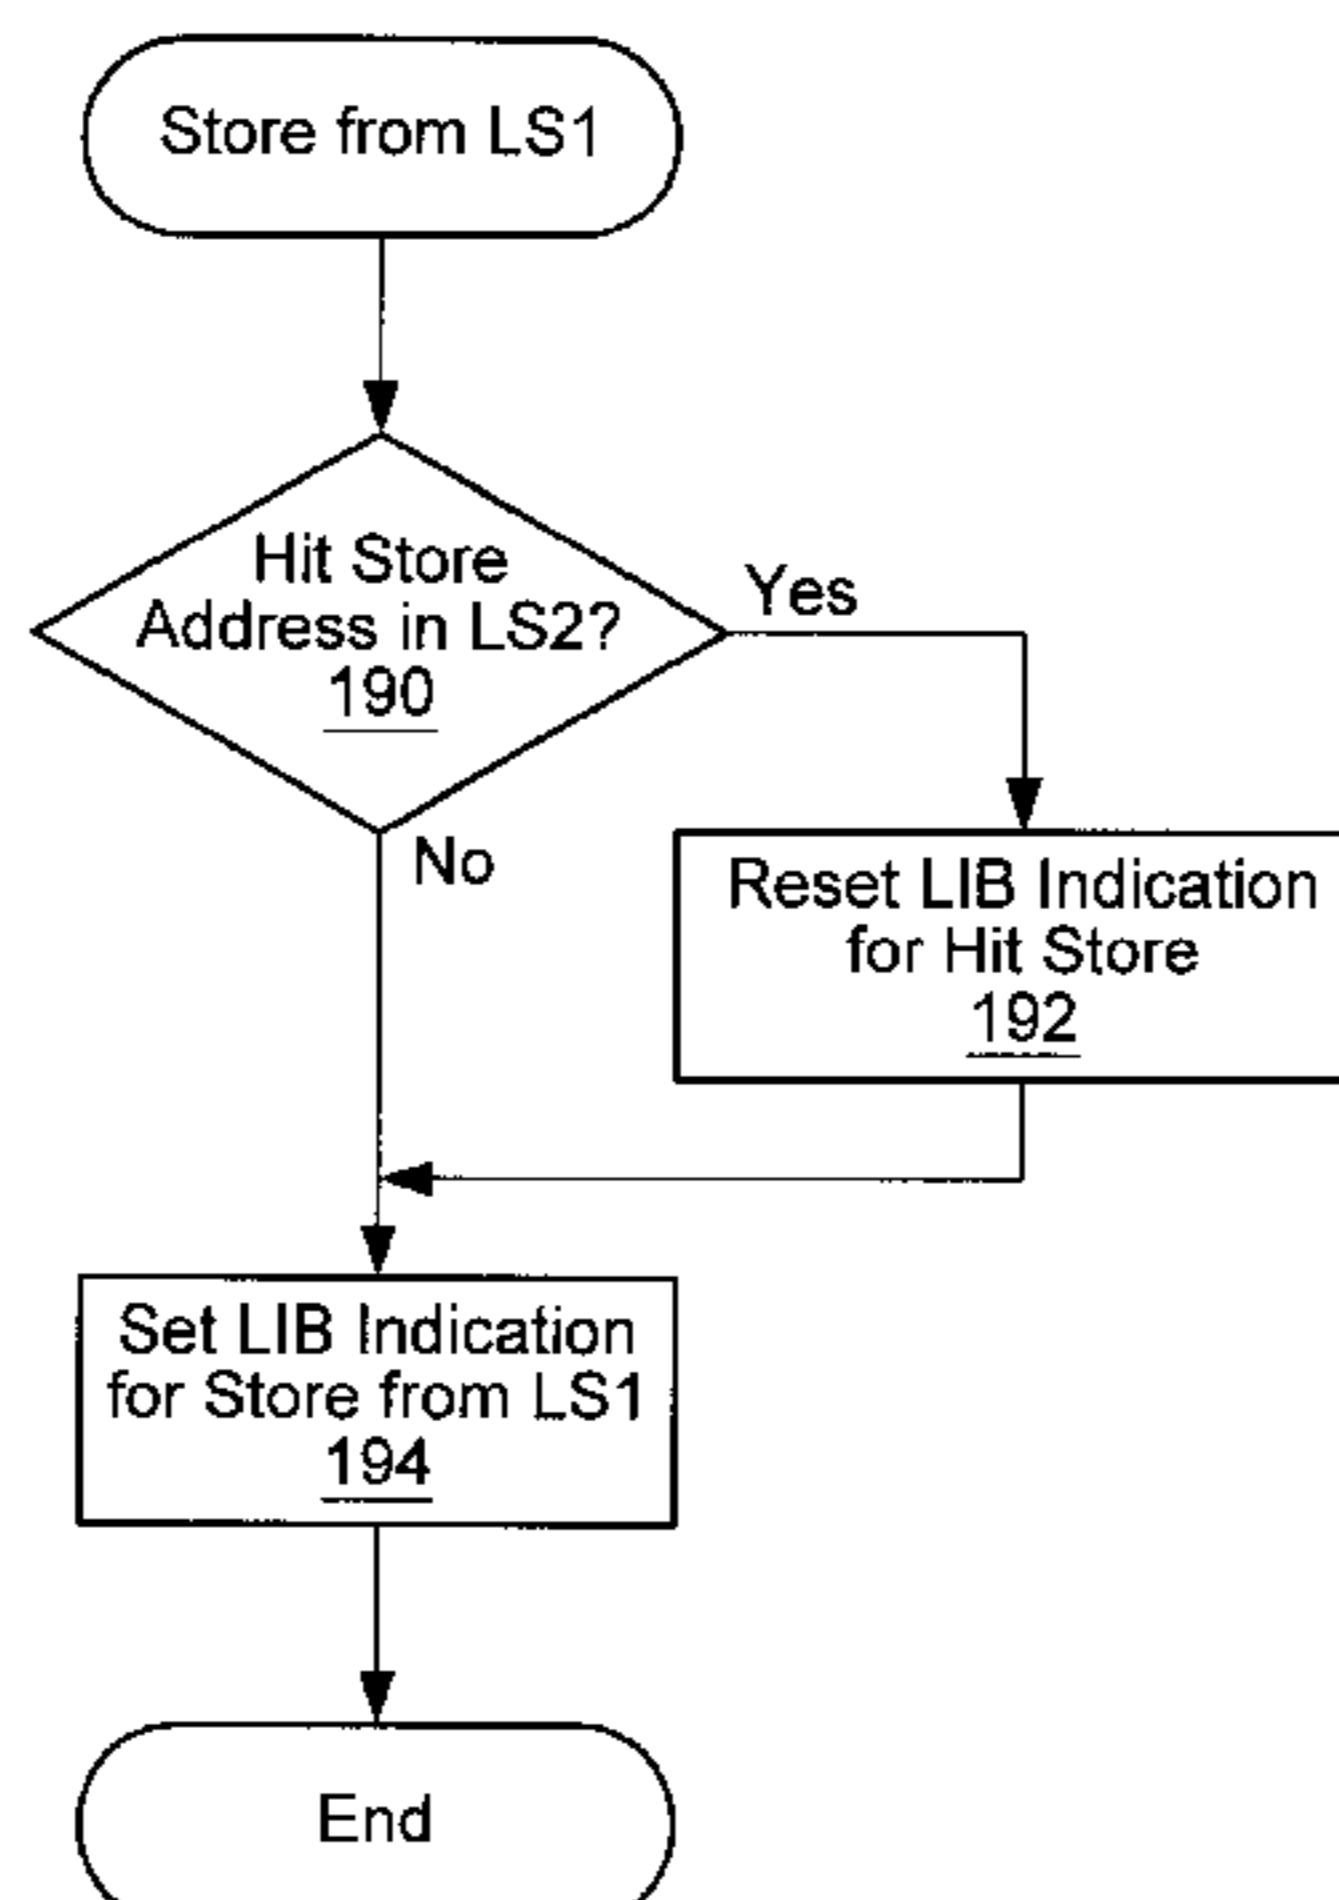 Store from LS1
Hit Store
Address in LS2?
190
Yes
No
Reset LIB Indication
for Hit Store
192
Set LIB Indication
for Store from LS1
194
End